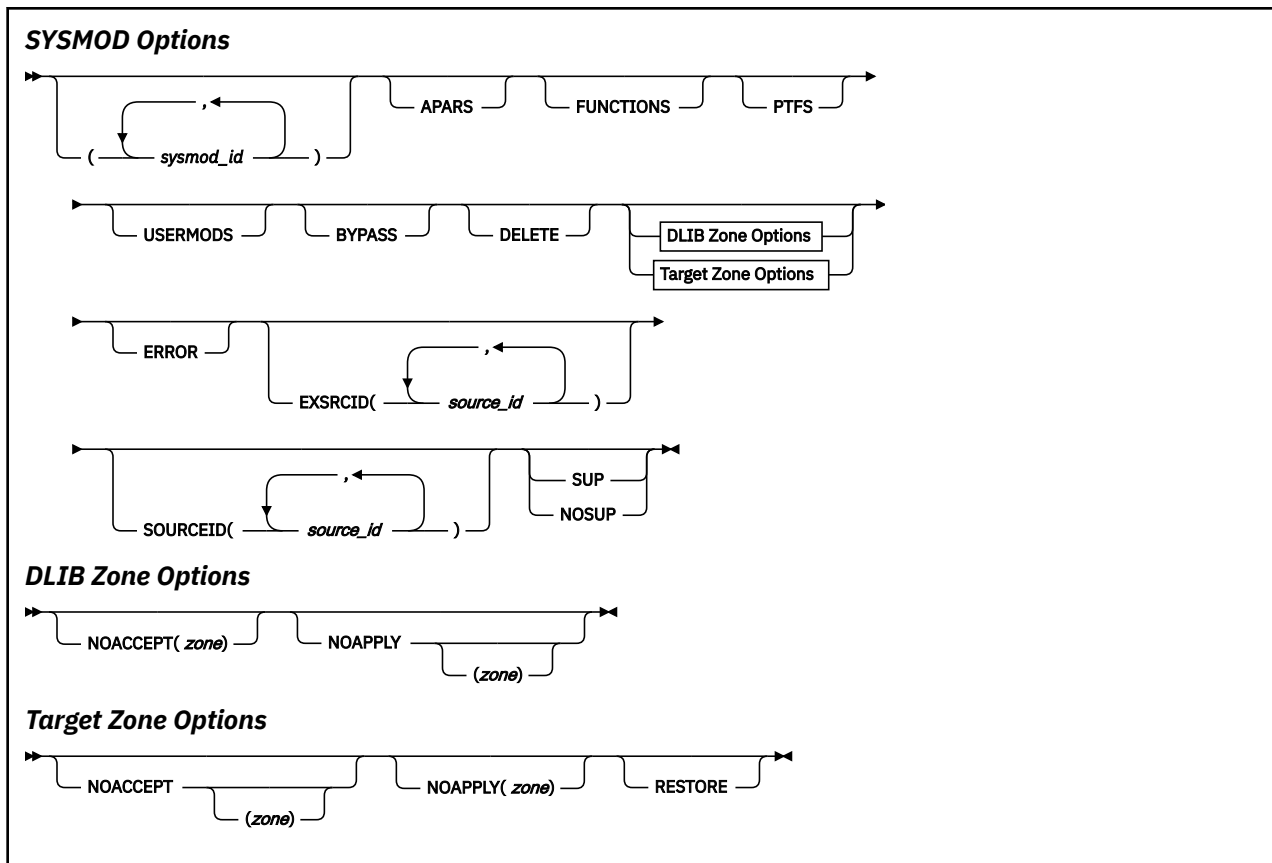 SYSMOD Options
,
( sysmod_id )
APARS
FUNCTIONS
PTFS
USERMODS
BYPASS
DELETE
DLIB Zone Options
Target Zone Options
ERROR
EXSRCID(
,
source_id
)
SOURCEID(
,
source_id
)
SUP
NOSUP
DLIB Zone Options
NOACCEPT( zone)
NOAPPLY
(zone)
Target Zone Options
NOACCEPT
(zone)
NOAPPLY( zone)
RESTORE